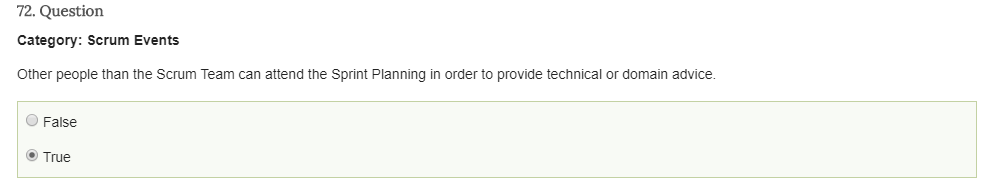 72. Question
Category: Scrum Events
Other people than the Scrum Team can attend the Sprint Planning in order to provide technical or domain advice.
False
True